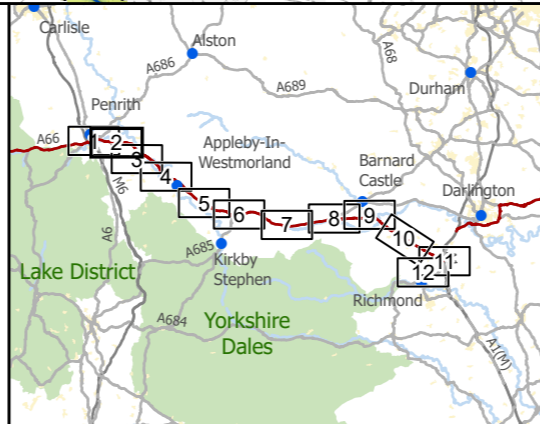 Carlisle
Alston
A68
A686
A689
Durham
Penrith
A66
1
2
3
Appleby-In-
Westmorland
Barnard
Castle
M6
4
5
6
7
8
9
10
11
12
Darlington
A6
A685
Lake District
Kirkby
Stephen
Richmond
A684
Yorkshire
Dales
A1(M)